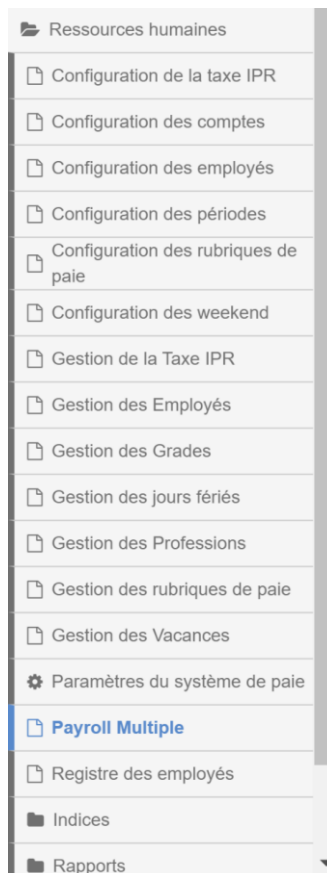 Ressources humaines
Configuration de la taxe IPR
Configuration des comptes
Configuration des employés
Configuration des périodes
Configuration des rubriques de
paie
Configuration des weekend
Gestion de la Taxe IPR
Gestion des Employés
Gestion des Grades
Gestion des jours fériés
Gestion des Professions
Gestion des rubriques de paie
Gestion des Vacances
Paramètres du système de paie
Payroll Multiple
Registre des employés
Indices
Rapports